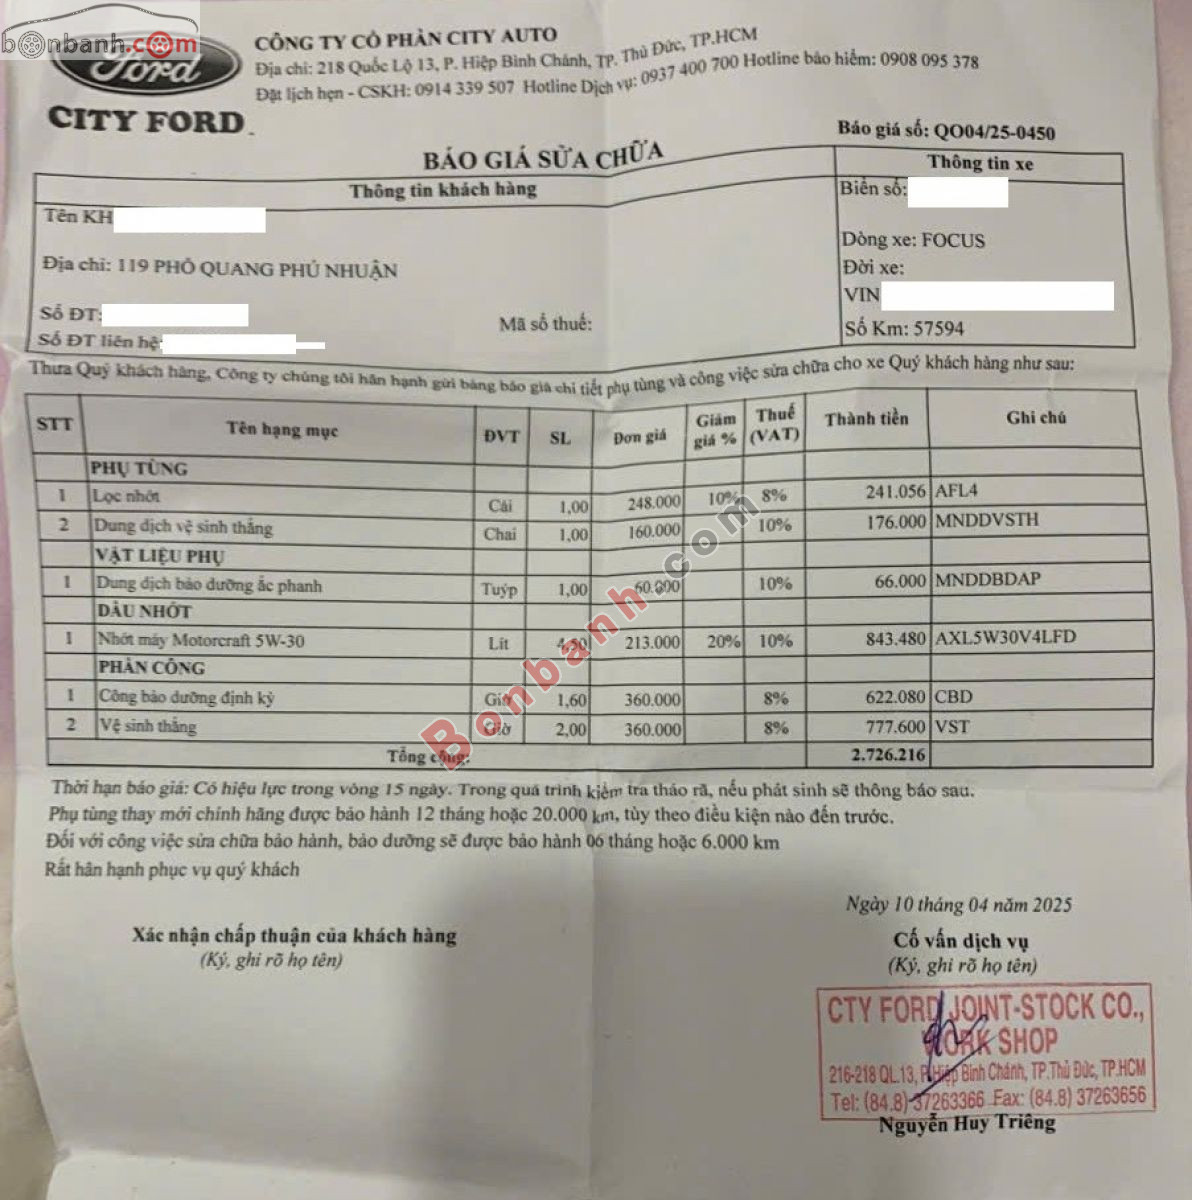 bonbanh.com
Ford
CITY FORD
CÔNG TY CỔ PHẦN CITY AUTO
Địa chỉ: 218 Quốc Lộ 13, P. Hiệp Bình Chánh, TP. Thủ Đức, TP.HCM
Đặt lịch hẹn - CSKH: 0914 339 507 Hotline Dịch vụ: 0937 400 700 Hotline bảo hiểm: 0908 095 378
Báo giá số: QO04/25-0450
BÁO GIÁ SỬA CHỮA
Thông tin khách hàng
Thông tin xe
Tên KH
Biển số:
Địa chỉ: 119 PHỔ QUANG PHÚ NHUẬN
Dòng xe: FOCUS
Đời xe:
VIN
Số ĐT:
Mã số thuế:
Số Km: 57594
Số ĐT liên hệ:
Thưa Quý khách hàng, Công ty chúng tôi hân hạnh gửi bảng báo giá chi tiết phụ tùng và công việc sửa chữa cho xe Quý khách hàng như sau:
STT Tên hạng mục ĐVT SL Đơn giá Giảm giá % Thuế (VAT) Thành tiền Ghi chú
PHỤ TÙNG
1 Lọc nhớt Cái 1,00 248.000 10% 8% 241.056 AFL4
2 Dung dịch vệ sinh thắng Chai 1,00 160.000 10% 176.000 MNDDVSTH
VẬT LIỆU PHỤ
1 Dung dịch bảo dưỡng ắc phanh Tuýp 1,00 60.000 10% 66.000 MNDDBDAP
DẦU NHỚT
1 Nhớt máy Motorcraft 5W-30 Lít 4,50 213.000 20% 10% 843.480 AXL5W30V4LFD
PHẦN CÔNG
1 Công bảo dưỡng định kỳ Giờ 1,60 360.000 8% 622.080 CBD
2 Vệ sinh thắng Giờ 2,00 360.000 8% 777.600 VST
Tổng cộng: 2.726.216
Bonbanh.com
Thời hạn báo giá: Có hiệu lực trong vòng 15 ngày. Trong quá trình kiểm tra tháo rã, nếu phát sinh sẽ thông báo sau.
Phụ tùng thay mới chính hãng được bảo hành 12 tháng hoặc 20.000 km, tùy theo điều kiện nào đến trước.
Đối với công việc sửa chữa bảo hành, bảo dưỡng sẽ được bảo hành 06 tháng hoặc 6.000 km
Rất hân hạnh phục vụ quý khách
Ngày 10 tháng 04 năm 2025
Xác nhận chấp thuận của khách hàng
Cố vấn dịch vụ
(Ký, ghi rõ họ tên)
(Ký, ghi rõ họ tên)
CTY FORD JOINT-STOCK CO.,
WORK SHOP
216-218 QL.13, P.Hiệp Bình Chánh, TP.Thủ Đức, TP.HCM
Tel: (84.8) 37263366 Fax: (84.8) 37263656
Nguyễn Huy Triêng